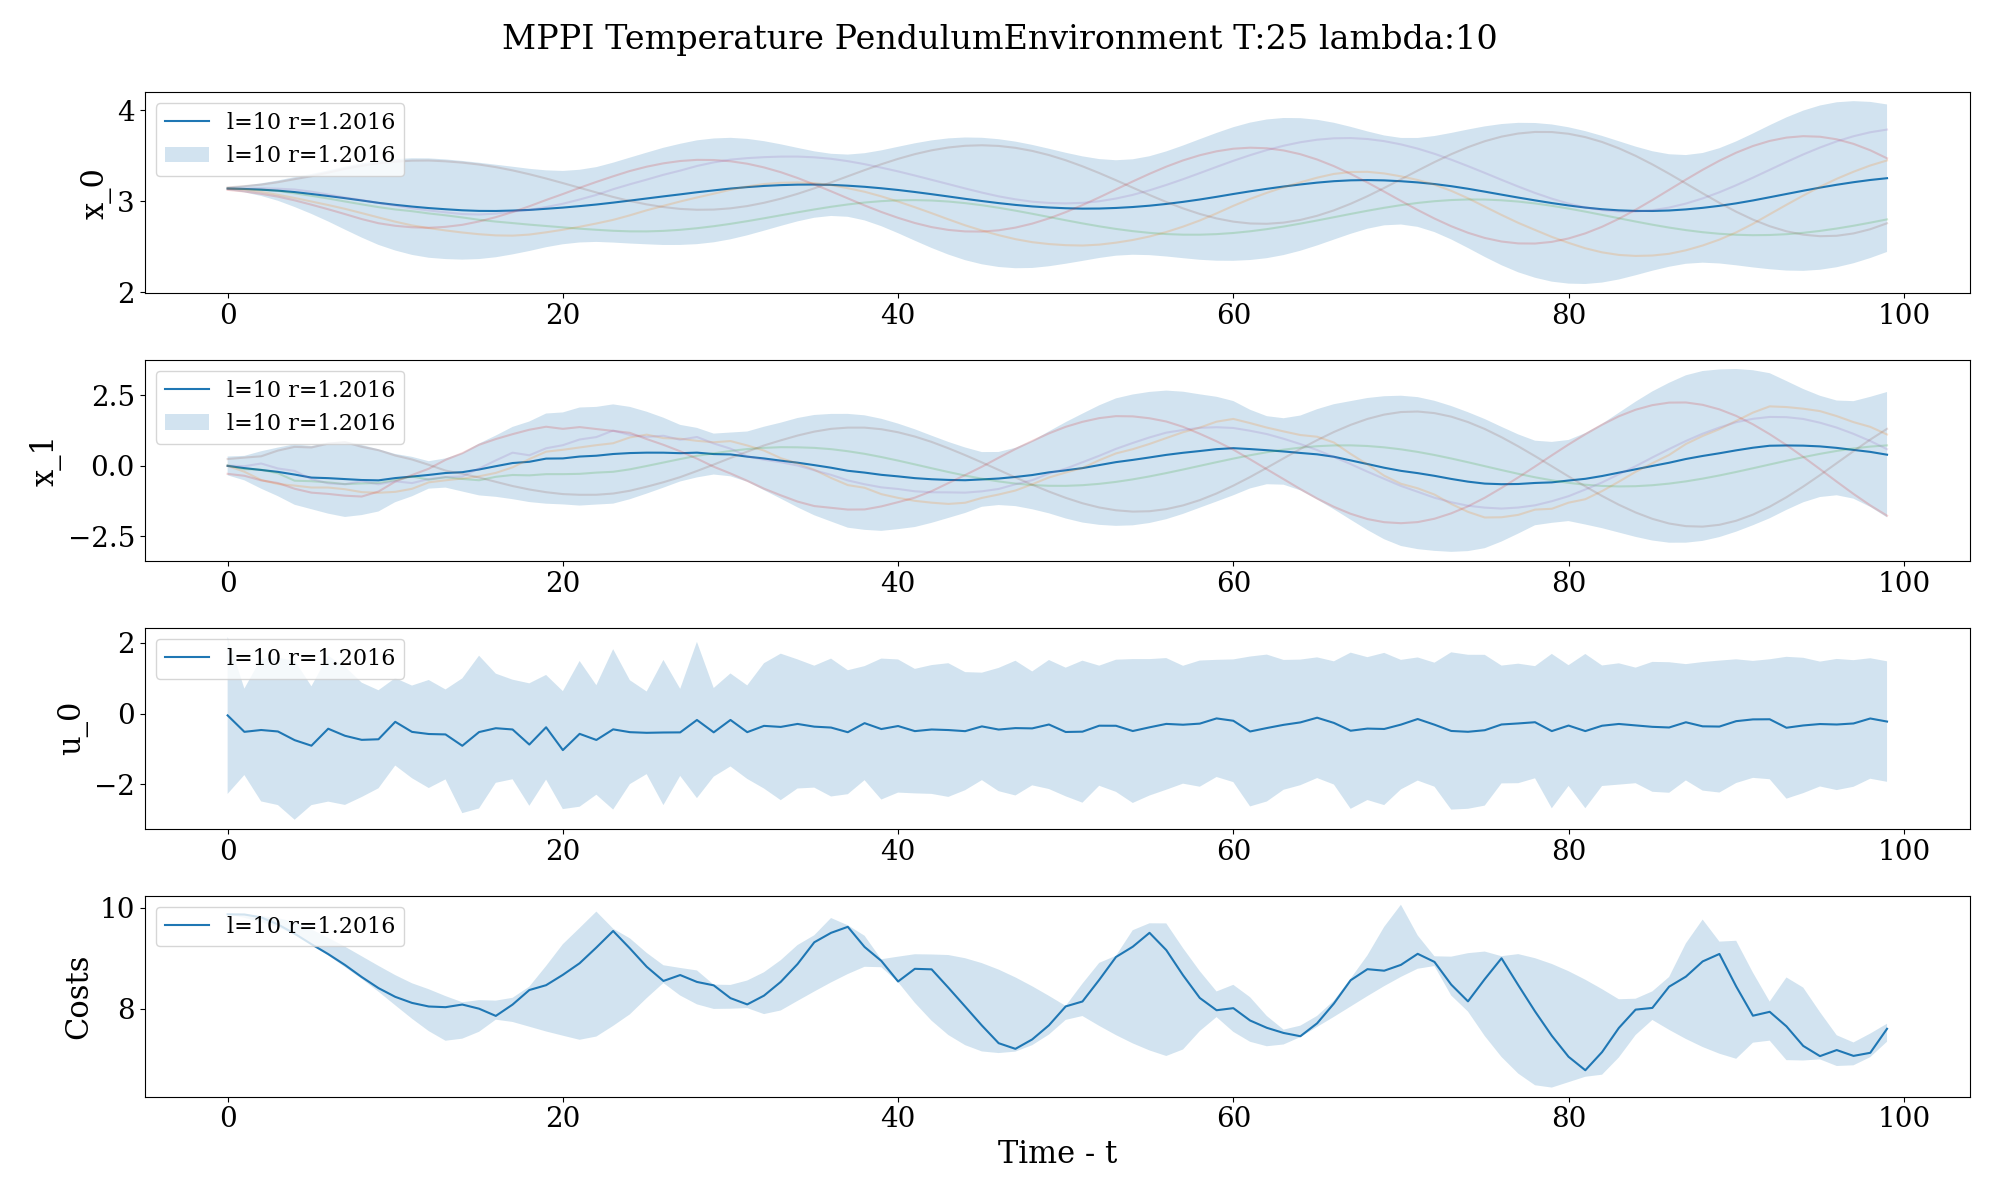 MPPI Temperature PendulumEnvironment T:25 lambda:10
4
3
2
x_0
l=10 r=1.2016
l=10 r=1.2016
0 20 40 60 80 100
2.5
0.0
−2.5
x_1
l=10 r=1.2016
l=10 r=1.2016
0 20 40 60 80 100
2
0
−2
u_0
l=10 r=1.2016
0 20 40 60 80 100
10
8
Costs
l=10 r=1.2016
0 20 40 60 80 100
Time - t